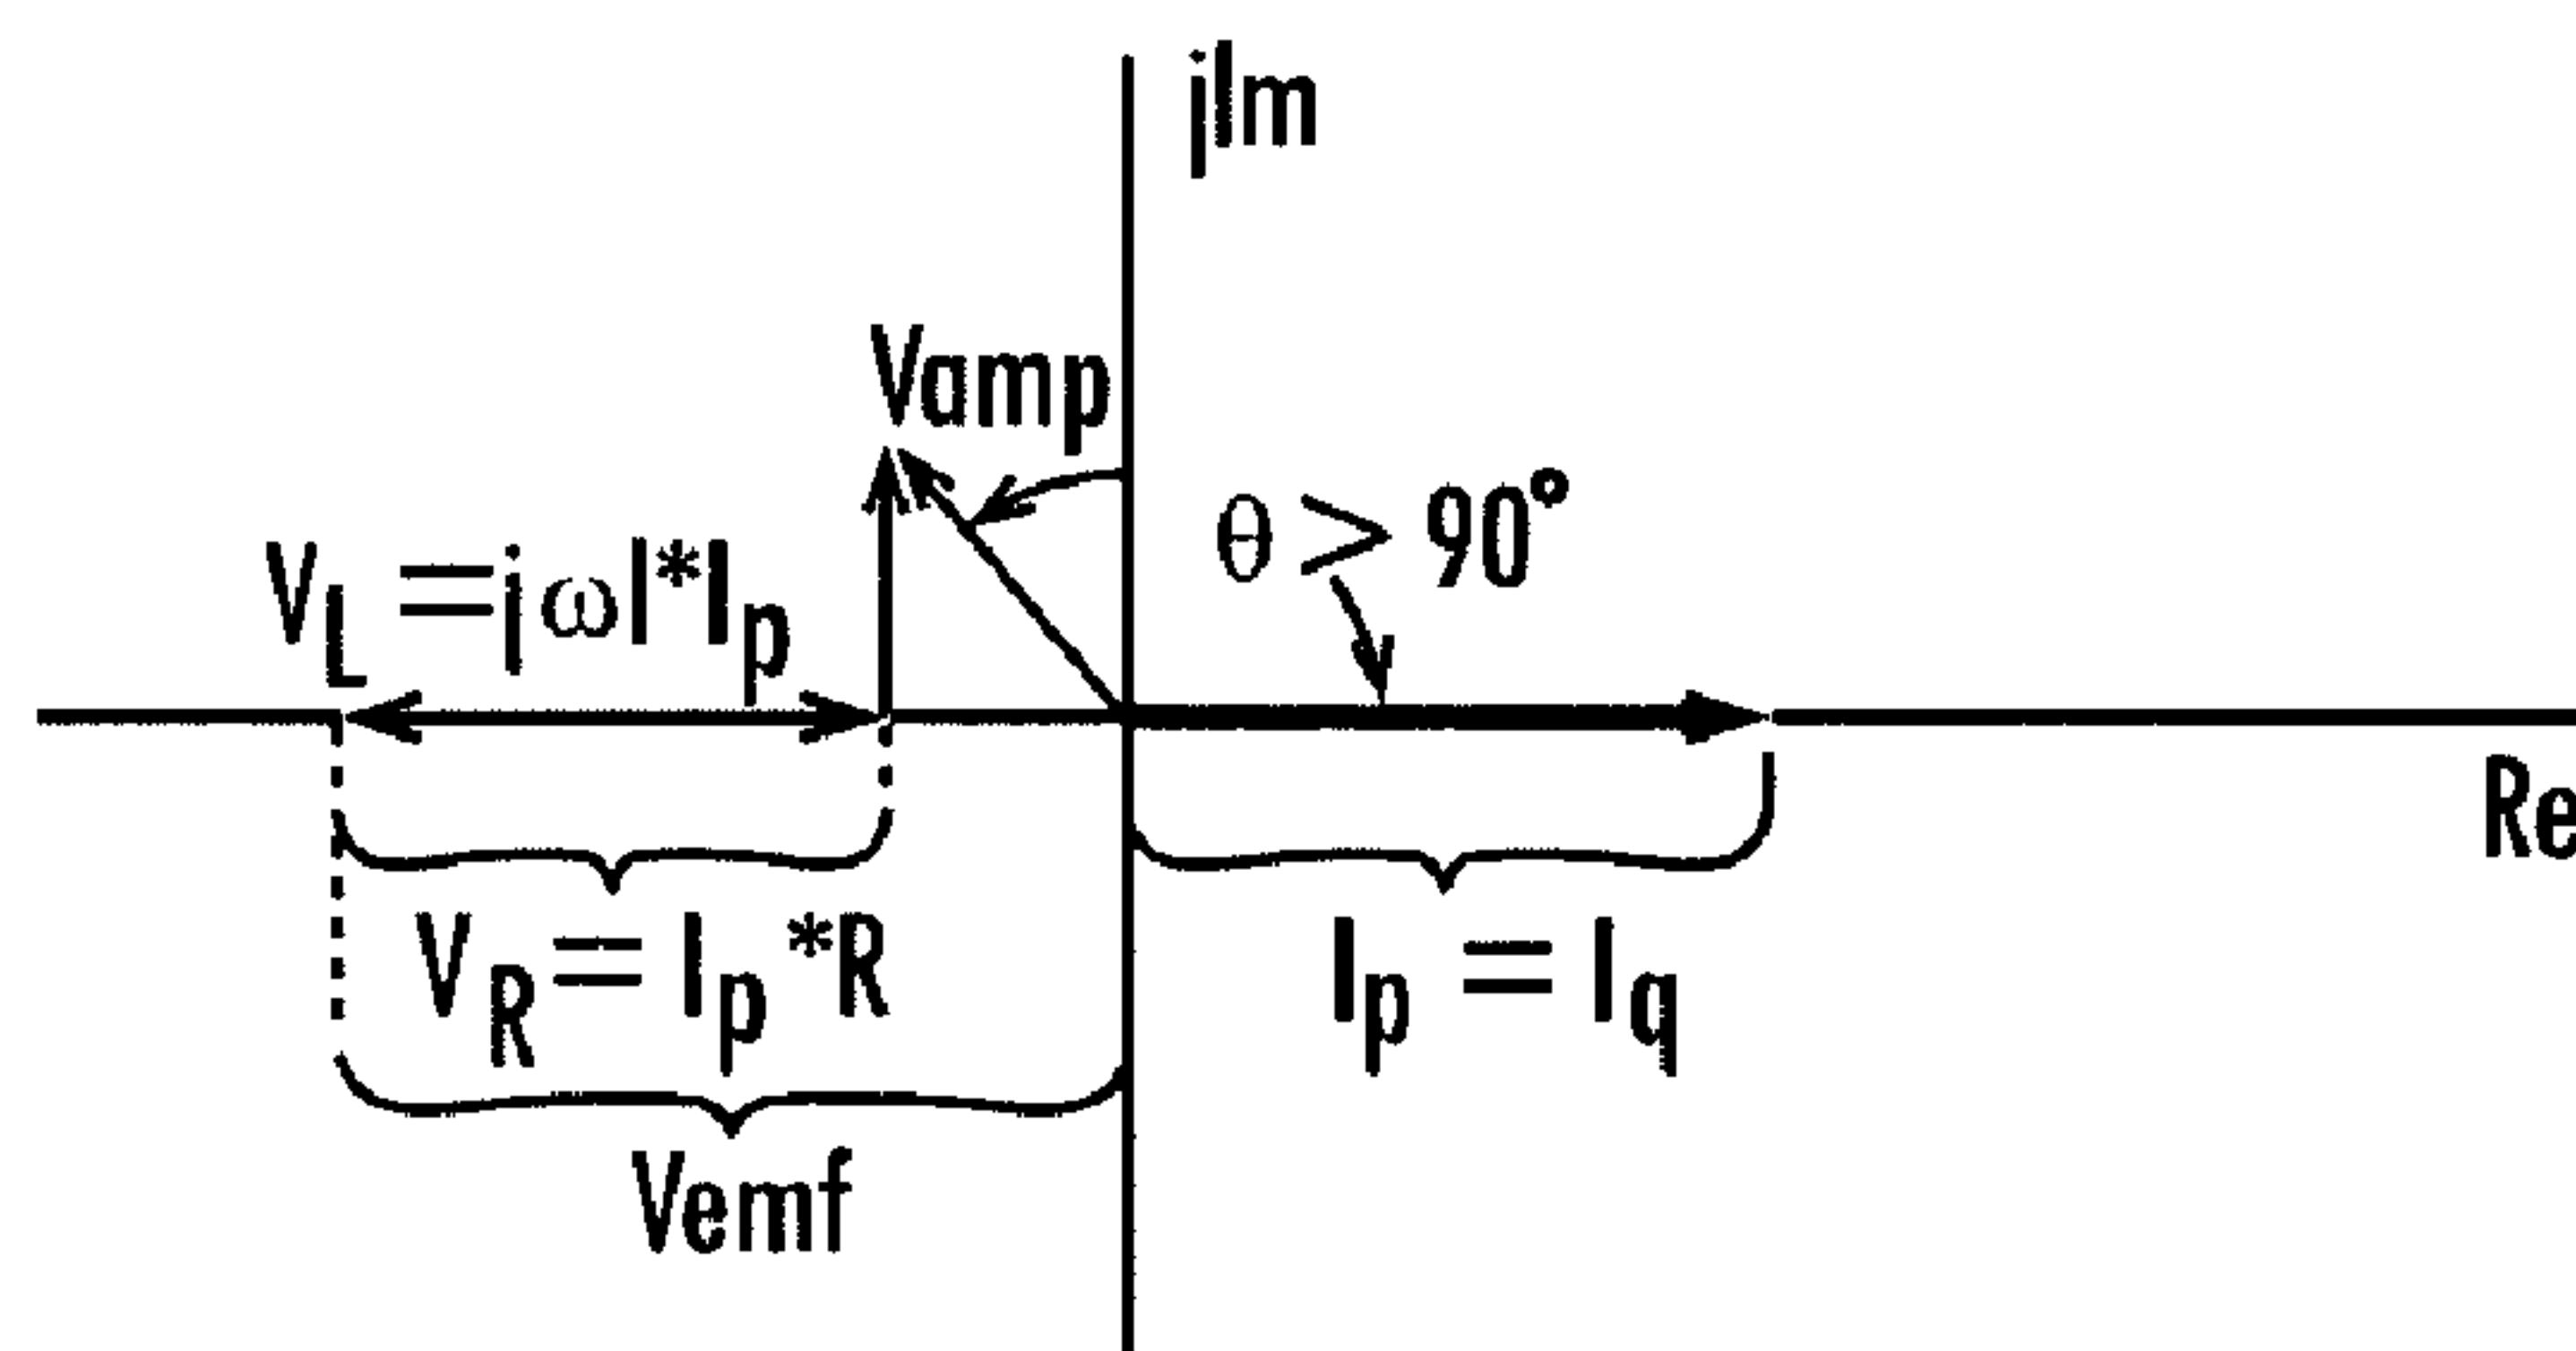 jIm
Vamp
θ > 90°
V_L = jωl*I_p
Re
V_R = I_p*R
I_p = I_q
Vemf